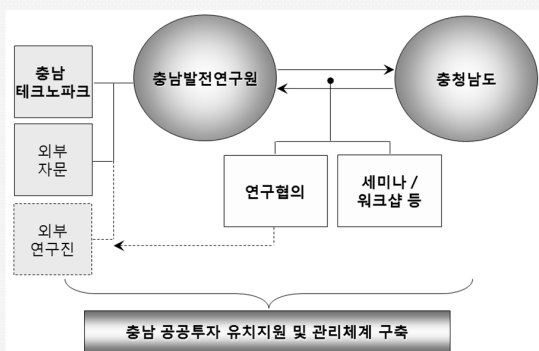 충남
테크노파크
충남발전연구원
충청남도
외부
자문
연구협의
세미나 /
워크샵 등
외부
연구진
충남 공공투자 유치지원 및 관리체계 구축